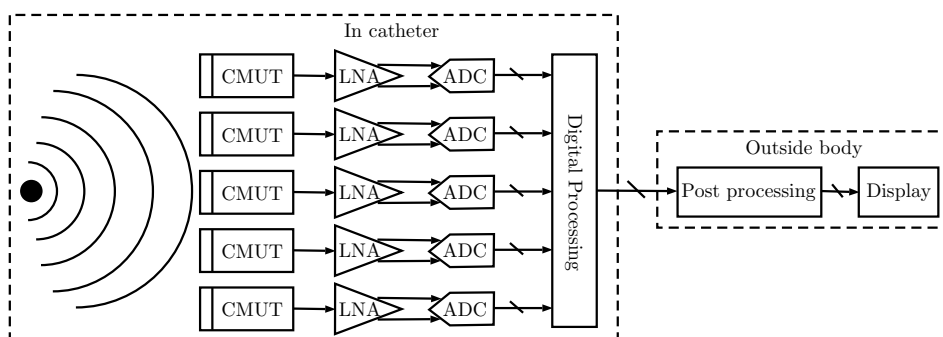 In catheter
CMUT LNA ADC
CMUT LNA ADC
CMUT LNA ADC
CMUT LNA ADC
CMUT LNA ADC
Digital Processing
Outside body
Post processing
Display